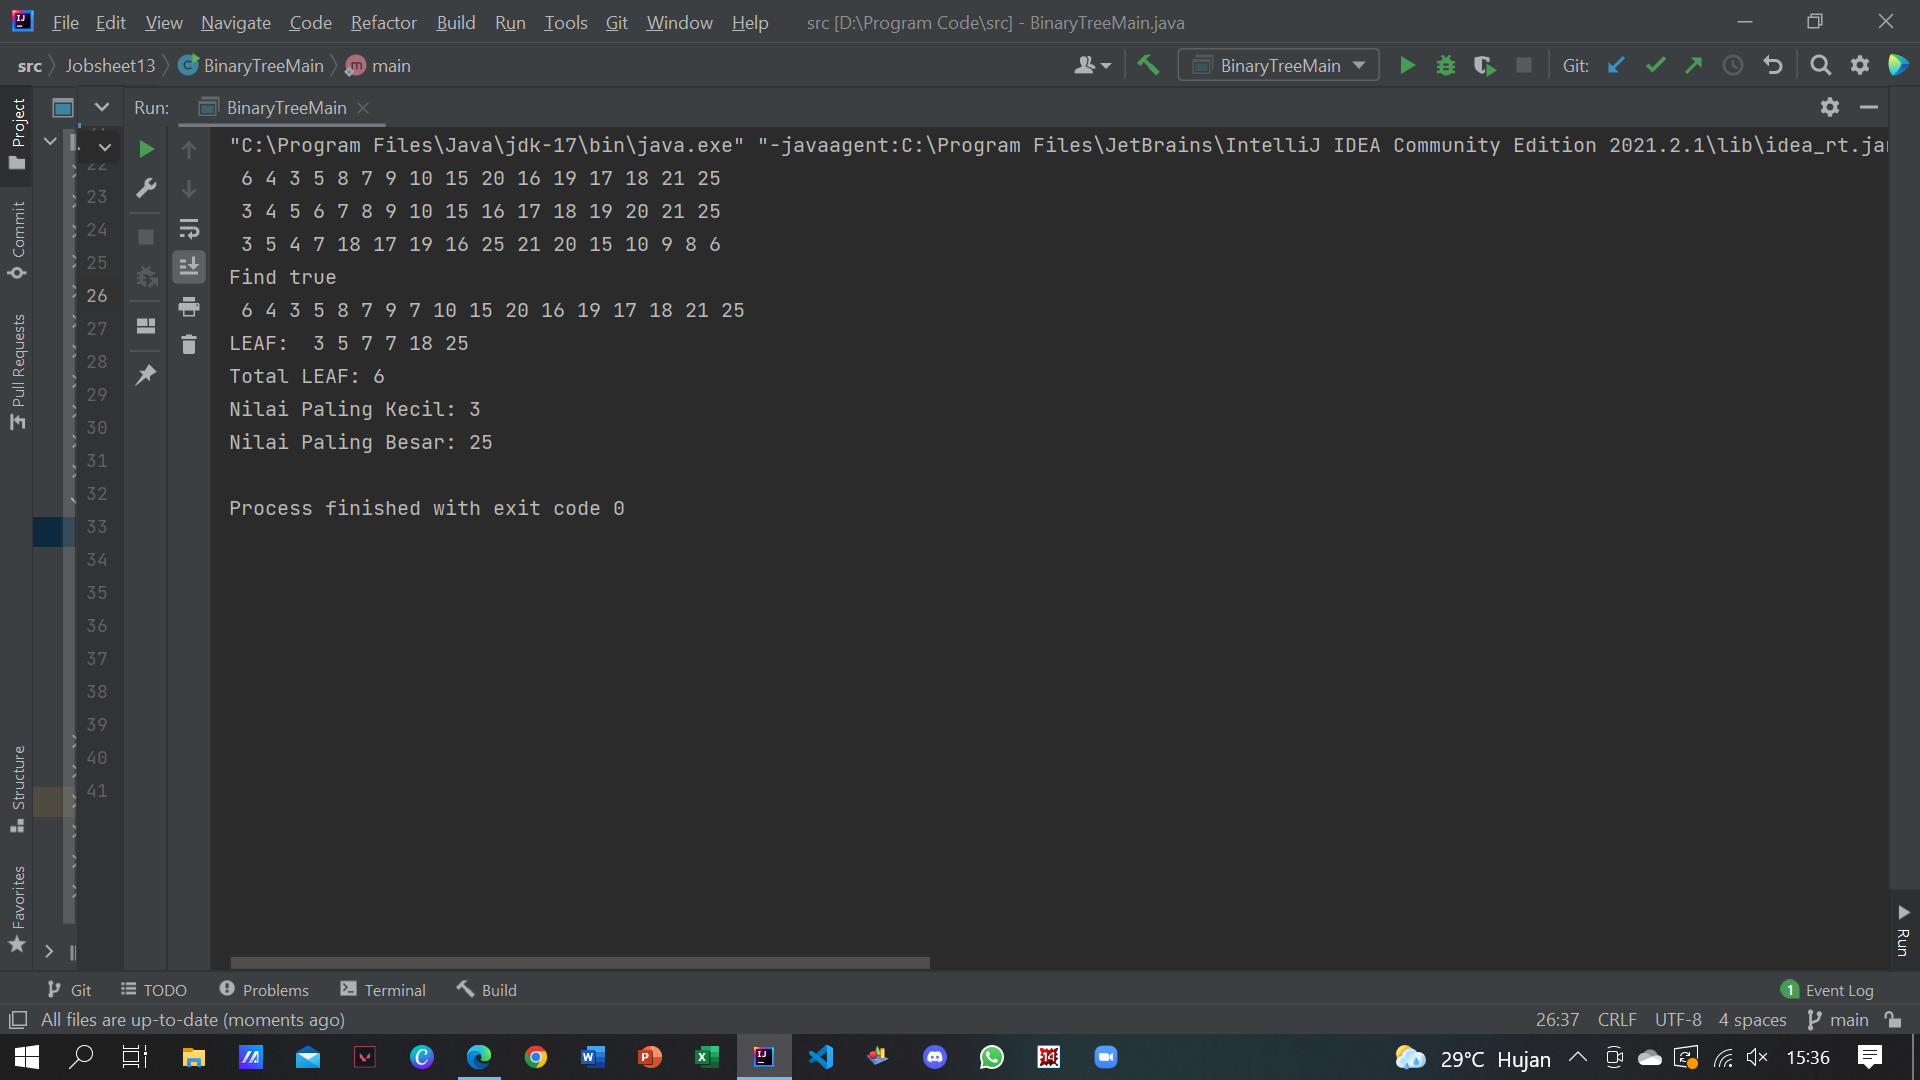 File Edit View Navigate Code Refactor Build Run Tools Git Window Help src [D:\Program Code\src] - BinaryTreeMain.java
src Jobsheet13 BinaryTreeMain main BinaryTreeMain Git:
Project
Commit
Pull Requests
Structure
Favorites
Run: BinaryTreeMain
22
23
24
25
26
27
28
29
30
31
32
33
34
35
36
37
38
39
40
41
"C:\Program Files\Java\jdk-17\bin\java.exe" "-javaagent:C:\Program Files\JetBrains\IntelliJ IDEA Community Edition 2021.2.1\lib\idea_rt.jar
6 4 3 5 8 7 9 10 15 20 16 19 17 18 21 25
3 4 5 6 7 8 9 10 15 16 17 18 19 20 21 25
3 5 4 7 18 17 19 16 25 21 20 15 10 9 8 6
Find true
6 4 3 5 8 7 9 7 10 15 20 16 19 17 18 21 25
LEAF:  3 5 7 7 18 25
Total LEAF: 6
Nilai Paling Kecil: 3
Nilai Paling Besar: 25
Process finished with exit code 0
Run
Git TODO Problems Terminal Build 1 Event Log
All files are up-to-date (moments ago) 26:37 CRLF UTF-8 4 spaces main
29°C Hujan 15:36